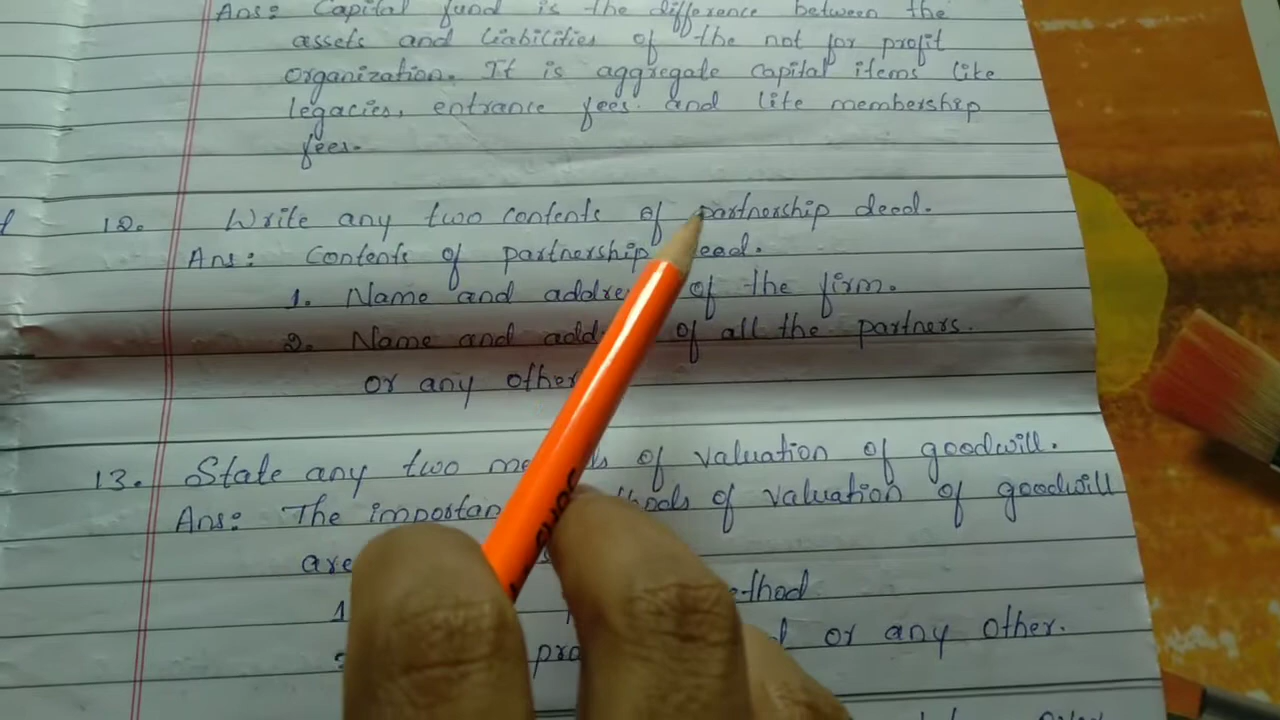 Ans: Capital fund is the difference between the
assets and liabilities of the not for profit
organization. It is aggregate capital items like
legacies, entrance fees and life membership
fees.
12. Write any two contents of partnership deed.
Ans: Contents of partnership
1. Name and of the firm.
2. Name and of all the partners.
or any other
13. State any two of valuation of goodwill.
Ans: The of valuation of goodwill
are
1
or any other.